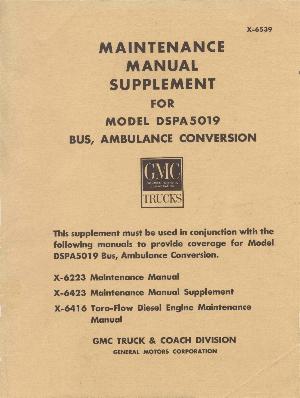 X-6539
MAINTENANCE
MANUAL
SUPPLEMENT
FOR
MODEL DSPA5019
BUS, AMBULANCE CONVERSION
GMC
TRUCKS
This supplement must be used in conjunction with the
following manuals to provide coverage for Model
DSPA5019 Bus, Ambulance Conversion.
X-6223 Maintenance Manual
X-6423 Maintenance Manual Supplement
X-6416 Toro-Flow Diesel Engine Maintenance
Manual
GMC TRUCK & COACH DIVISION
GENERAL MOTORS CORPORATION